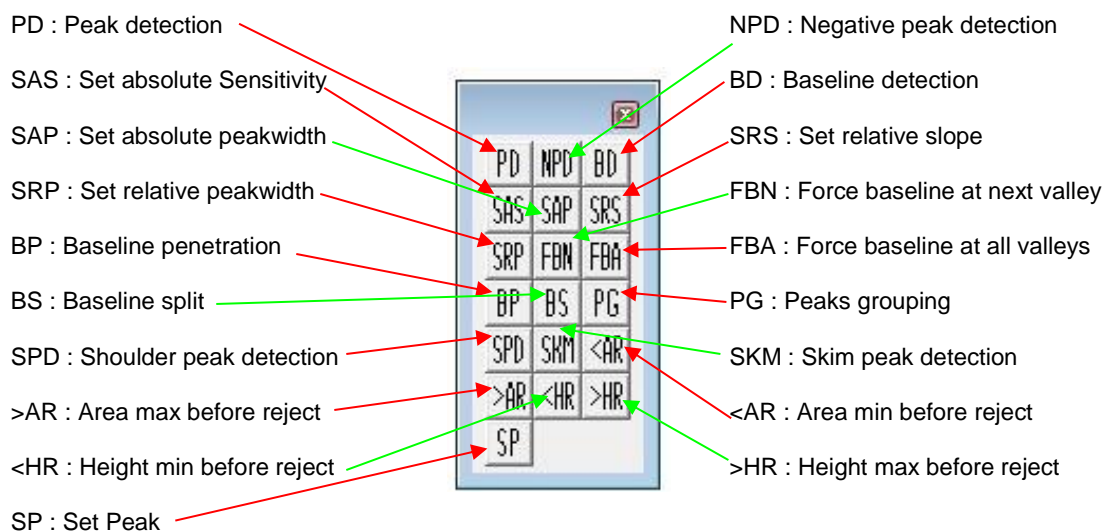 PD : Peak detection
SAS : Set absolute Sensitivity
SAP : Set absolute peakwidth
SRP : Set relative peakwidth
BP : Baseline penetration
BS : Baseline split
SPD : Shoulder peak detection
>AR : Area max before reject
<HR : Height min before reject
SP : Set Peak
PD NPD BD
SAS SAP SRS
SRP FBN FBA
BP BS PG
SPD SKM <AR
>AR <HR >HR
SP
NPD : Negative peak detection
BD : Baseline detection
SRS : Set relative slope
FBN : Force baseline at next valley
FBA : Force baseline at all valleys
PG : Peaks grouping
SKM : Skim peak detection
<AR : Area min before reject
>HR : Height max before reject